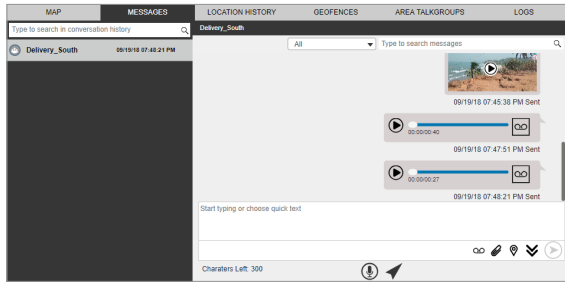 MAP MESSAGES LOCATION HISTORY GEOFENCES AREA TALKGROUPS LOGS
Type to search in conversation history
Delivery_South 09/19/18 07:48:21 PM
Delivery_South
All Type to search messages
09/19/18 07:45:38 PM Sent
00:00/00:40
09/19/18 07:47:51 PM Sent
00:00/00:27
09/19/18 07:48:21 PM Sent
Start typing or choose quick text
Charaters Left: 300